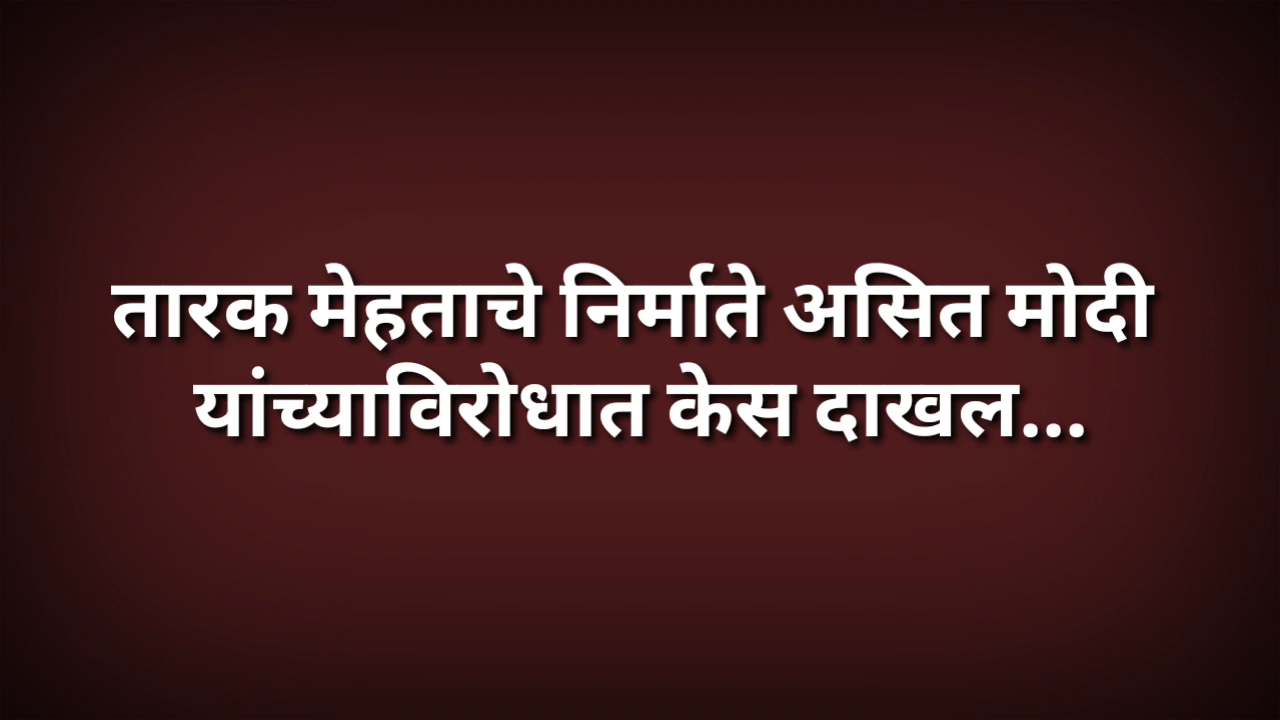 तारक मेहताचे निर्माते असित मोदी
यांच्याविरोधात केस दाखल...